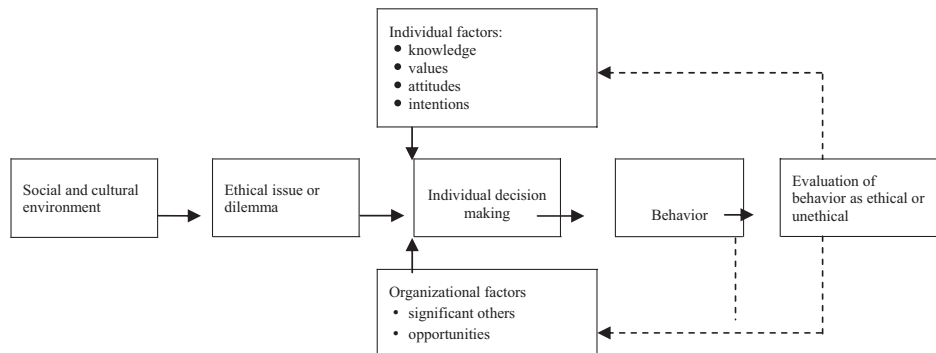 Individual factors:
● knowledge
● values
● attitudes
● intentions
Social and cultural
environment
Ethical issue or
dilemma
Individual decision
making
Behavior
Evaluation of
behavior as ethical or
unethical
Organizational factors
• significant others
• opportunities